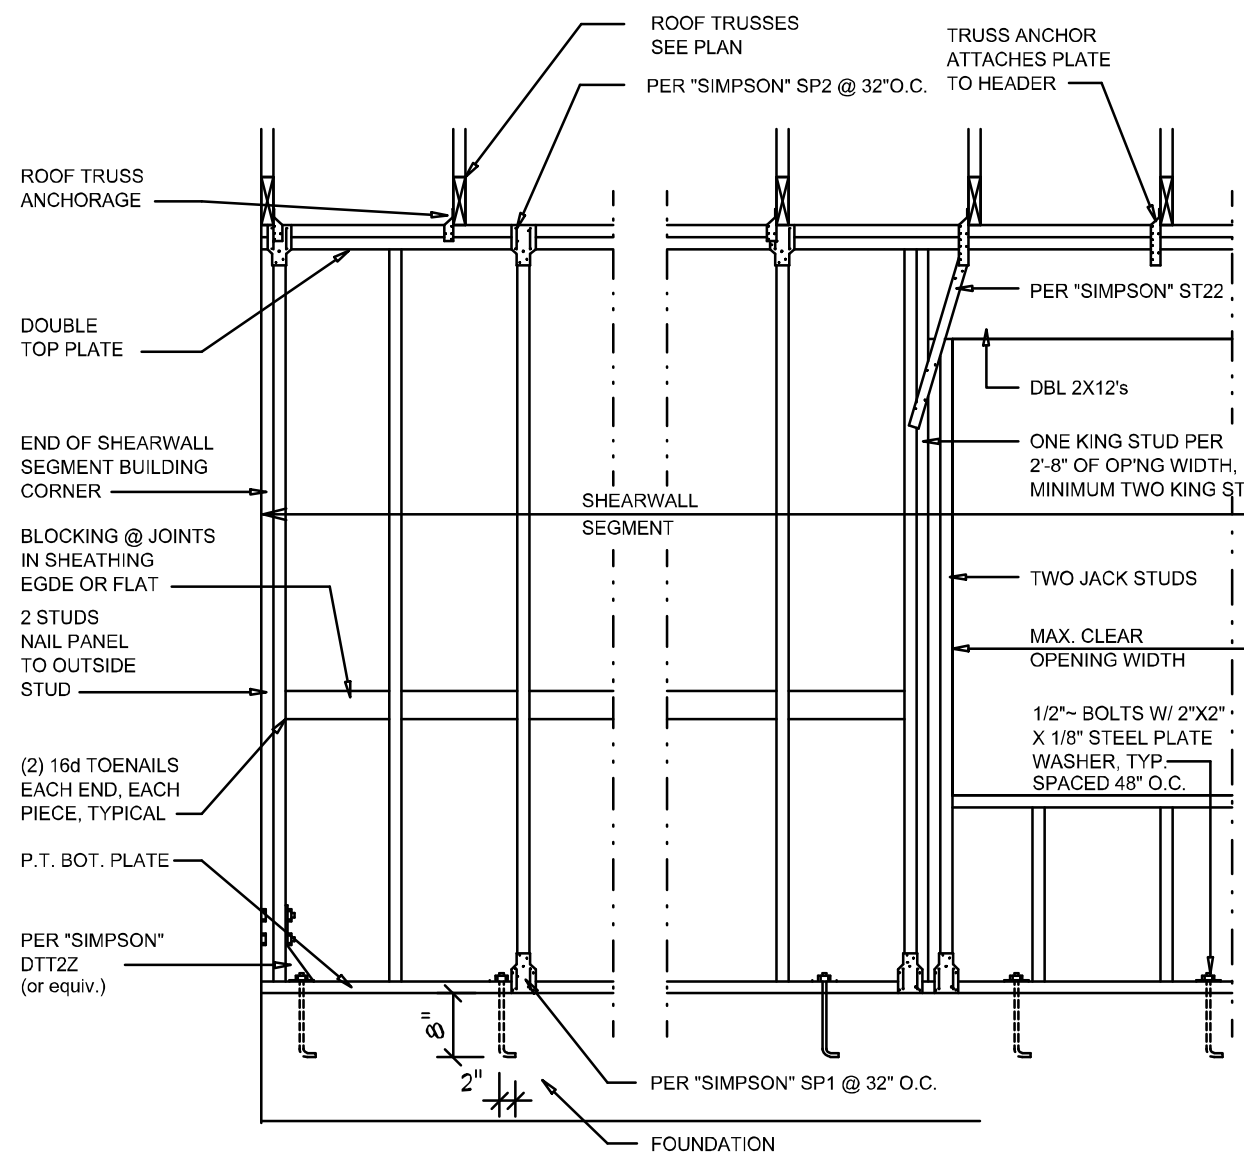 ROOF TRUSSES
SEE PLAN
TRUSS ANCHOR
ATTACHES PLATE
TO HEADER
PER "SIMPSON" SP2 @ 32"O.C.
ROOF TRUSS
ANCHORAGE
PER "SIMPSON" ST22
DOUBLE
TOP PLATE
DBL 2X12's
END OF SHEARWALL
SEGMENT BUILDING
CORNER
ONE KING STUD PER
2'-8" OF OP'NG WIDTH,
MINIMUM TWO KING ST
SHEARWALL
SEGMENT
BLOCKING @ JOINTS
IN SHEATHING
EGDE OR FLAT
TWO JACK STUDS
2 STUDS
NAIL PANEL
TO OUTSIDE
STUD
MAX. CLEAR
OPENING WIDTH
1/2"~ BOLTS W/ 2"X2"
X 1/8" STEEL PLATE
WASHER, TYP.
SPACED 48" O.C.
(2) 16d TOENAILS
EACH END, EACH
PIECE, TYPICAL
P.T. BOT. PLATE
PER "SIMPSON"
DTT2Z
(or equiv.)
8"
2"
PER "SIMPSON" SP1 @ 32" O.C.
FOUNDATION